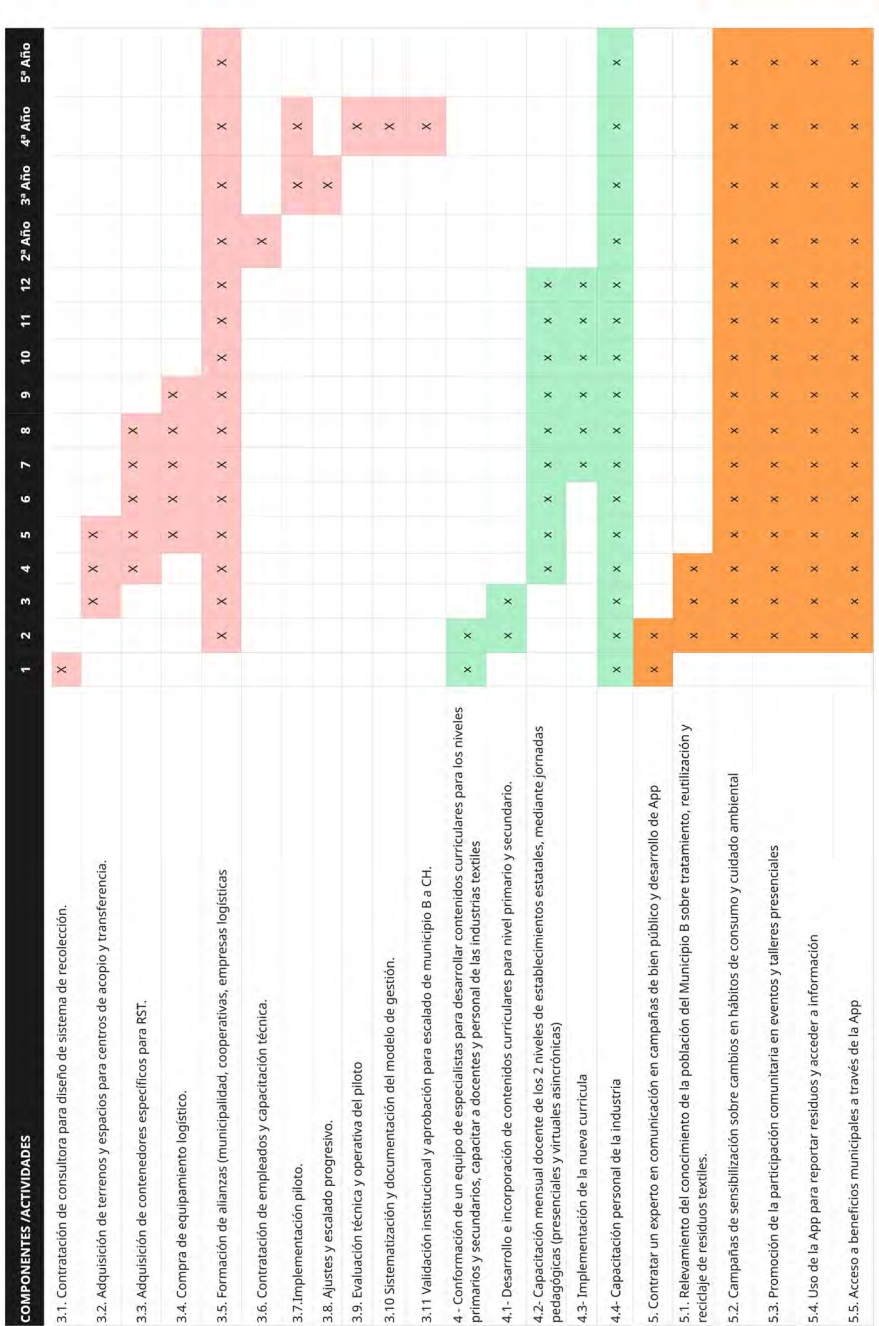 COMPONENTES /ACTIVIDADES 1 2 3 4 5 6 7 8 9 10 11 12 2ª Año 3ª Año 4ª Año 5ª Año
3.1. Contratación de consultora para diseño de sistema de recolección. X
3.2. Adquisición de terrenos y espacios para centros de acopio y transferencia. X X X
3.3. Adquisición de contenedores específicos para RST. X X X X X
3.4. Compra de equipamiento logístico. X X X X X
3.5. Formación de alianzas (municipalidad, cooperativas, empresas logísticas X X X X X X X X X X X X X X X
3.6. Contratación de empleados y capacitación técnica. X
3.7.Implementación piloto. X X
3.8. Ajustes y escalado progresivo. X
3.9. Evaluación técnica y operativa del piloto X
3.10 Sistematización y documentación del modelo de gestión. X
3.11 Validación institucional y aprobación para escalado de municipio B a CH. X
4 - Conformación de un equipo de especialistas para desarrollar contenidos curriculares para los niveles
primarios y secundarios, capacitar a docentes y personal de las industrias textiles x x
4.1- Desarrollo e incorporación de contenidos curriculares para nivel primario y secundario. x x
4.2- Capacitación mensual docente de los 2 niveles de establecimientos estatales, mediante jornadas
pedagógicas (presenciales y virtuales asincrónicas) x x x x x x x x x
4.3- Implementación de la nueva currícula x x x x x x
4.4- Capacitación personal de la industria x x x x x x x x x x x x x x x x
5. Contratar un experto en comunicación en campañas de bien público y desarrollo de App x x
5.1. Relevamiento del conocimiento de la población del Municipio B sobre tratamiento, reutilización y
reciclaje de residuos textiles. x x x
5.2. Campañas de sensibilización sobre cambios en hábitos de consumo y cuidado ambiental x x x x x x x x x x x x x x x
5.3. Promoción de la participación comunitaria en eventos y talleres presenciales x x x x x x x x x x x x x x x
5.4. Uso de la App para reportar residuos y acceder a información x x x x x x x x x x x x x x x
5.5. Acceso a beneficios municipales a través de la App x x x x x x x x x x x x x x x